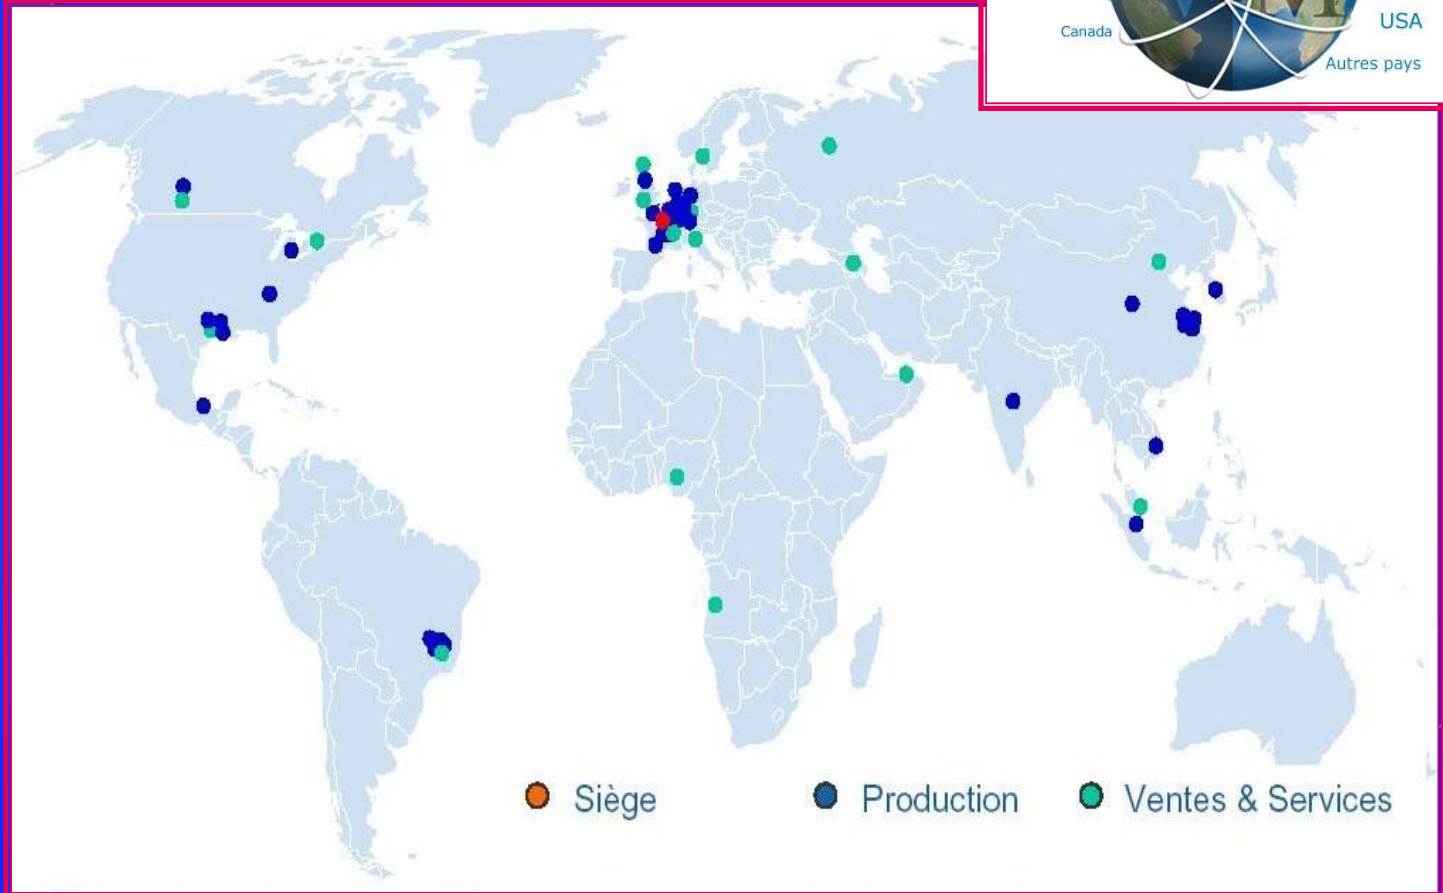 Canada
USA
Autres pays
Siège
Production
Ventes & Services